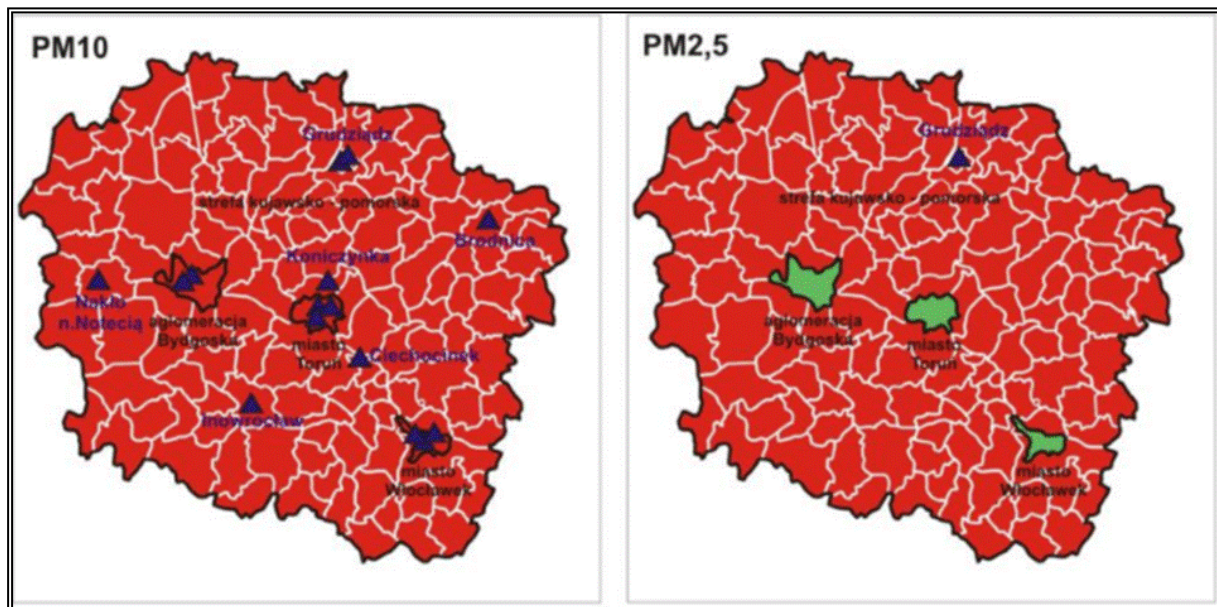 PM10
Grudziądz
strefa kujawsko - pomorska
Brodnica
Koniczynka
Nakło
n.Notecią
aglomeracja
Bydgoska
miasto
Toruń
Ciechocinek
Inowrocław
miasto
Włocławek
PM2,5
Grudziądz
strefa kujawsko - pomorska
aglomeracja
Bydgoska
miasto
Toruń
miasto
Włocławek